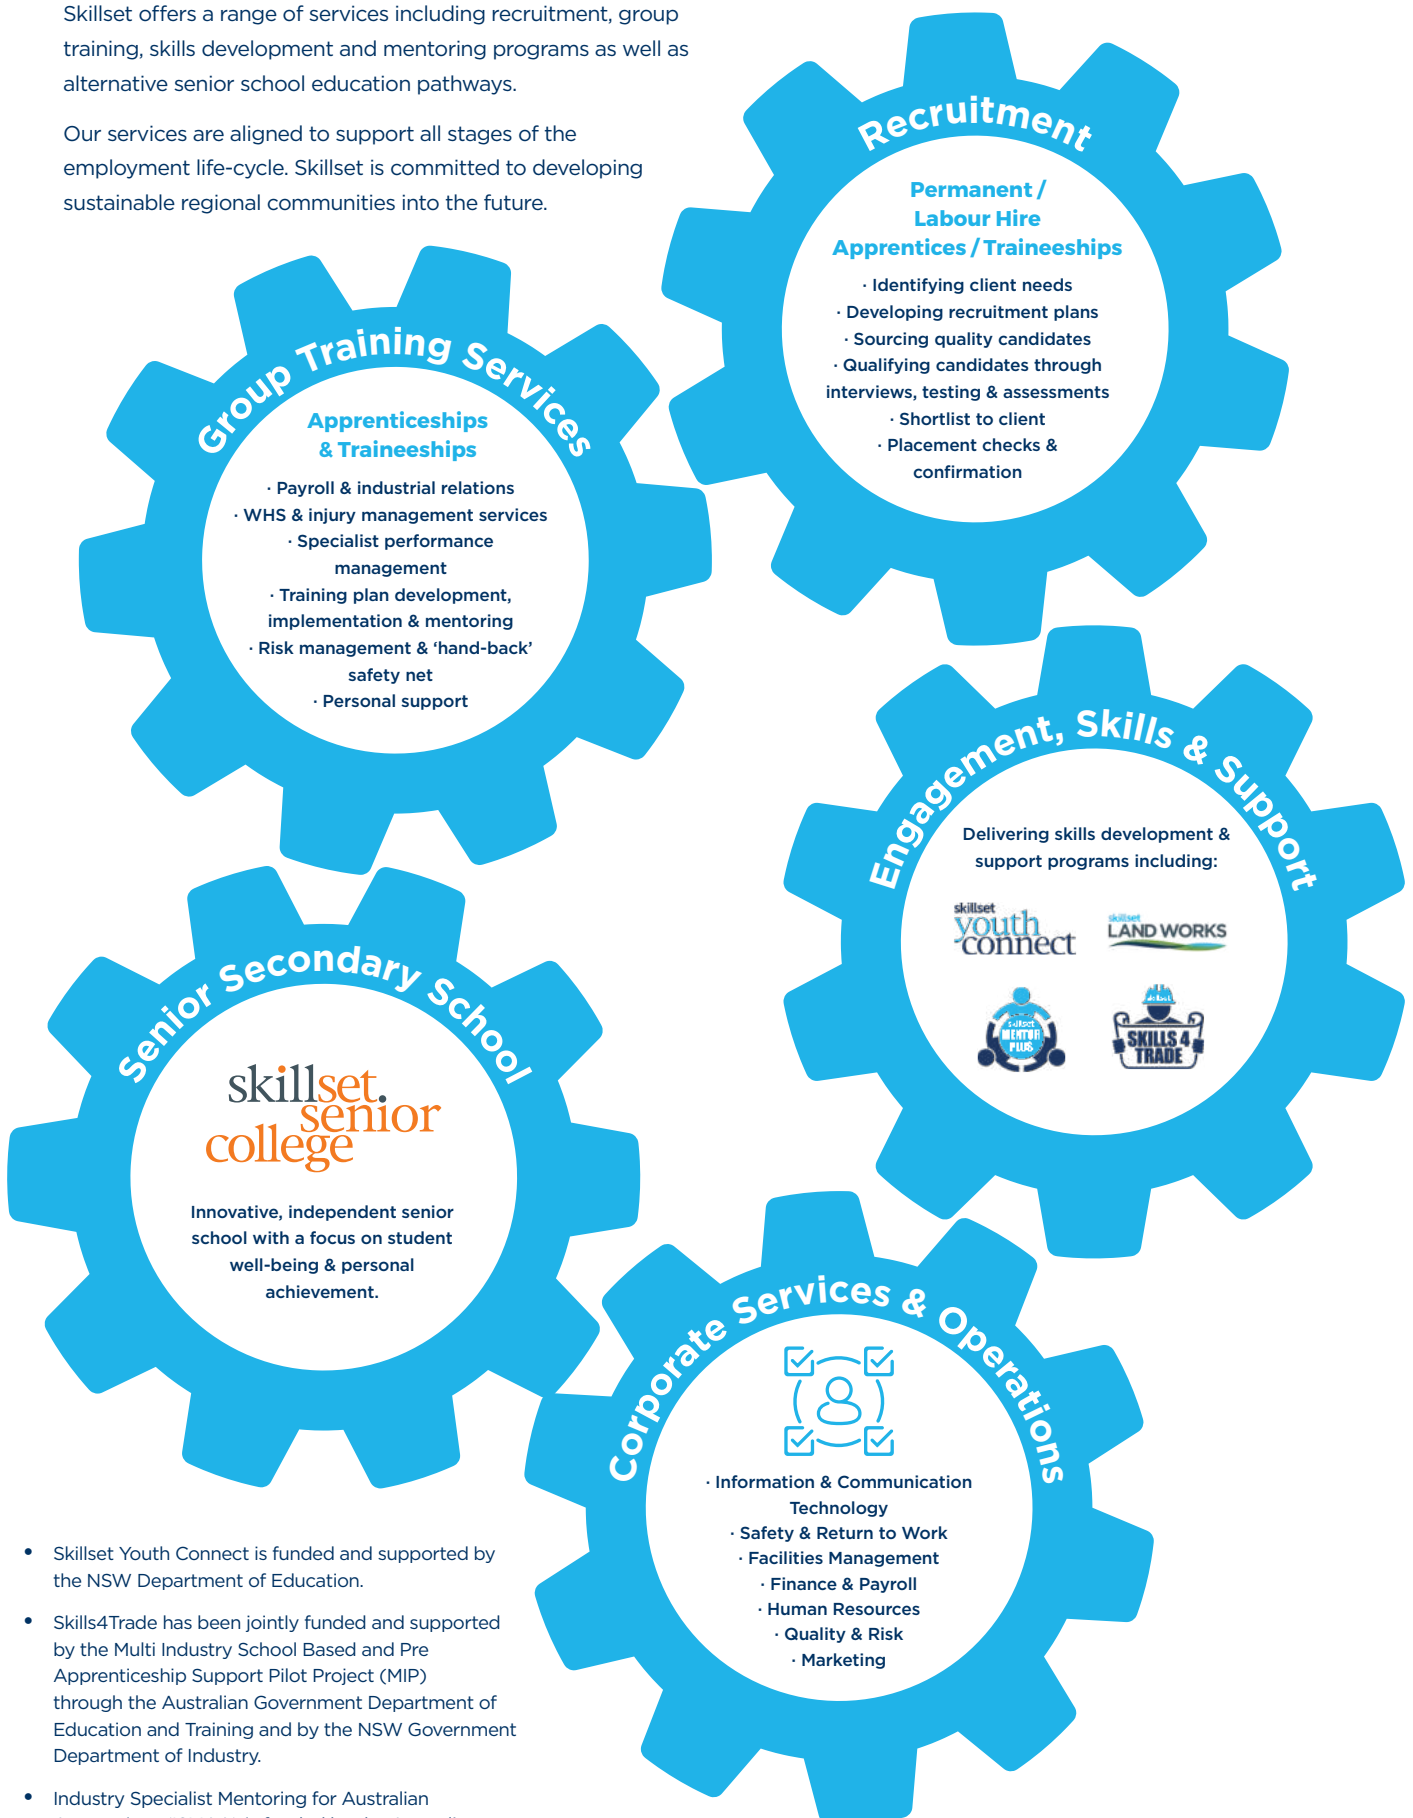 Skillset offers a range of services including recruitment, group
training, skills development and mentoring programs as well as
alternative senior school education pathways.
Our services are aligned to support all stages of the
employment life-cycle. Skillset is committed to developing
sustainable regional communities into the future.
Recruitment
Permanent /
Labour Hire
Apprentices / Traineeships
· Identifying client needs
· Developing recruitment plans
· Sourcing quality candidates
· Qualifying candidates through
interviews, testing & assessments
· Shortlist to client
· Placement checks &
confirmation
Group Training Services
Apprenticeships
& Traineeships
· Payroll & industrial relations
· WHS & injury management services
· Specialist performance
management
· Training plan development,
implementation & mentoring
· Risk management & ‘hand-back’
safety net
· Personal support
Engagement, Skills & Support
Delivering skills development &
support programs including:
skillset
youth
connect
skillset
LAND WORKS
skillset
MENTOR
PLUS
skillset
SKILLS 4
TRADE
Senior Secondary School
skillset.
senior
college
Innovative, independent senior
school with a focus on student
well-being & personal
achievement.
Corporate Services & Operations
· Information & Communication
Technology
· Safety & Return to Work
· Facilities Management
· Finance & Payroll
· Human Resources
· Quality & Risk
· Marketing
• Skillset Youth Connect is funded and supported by
the NSW Department of Education.
• Skills4Trade has been jointly funded and supported
by the Multi Industry School Based and Pre
Apprenticeship Support Pilot Project (MIP)
through the Australian Government Department of
Education and Training and by the NSW Government
Department of Industry.
• Industry Specialist Mentoring for Australian